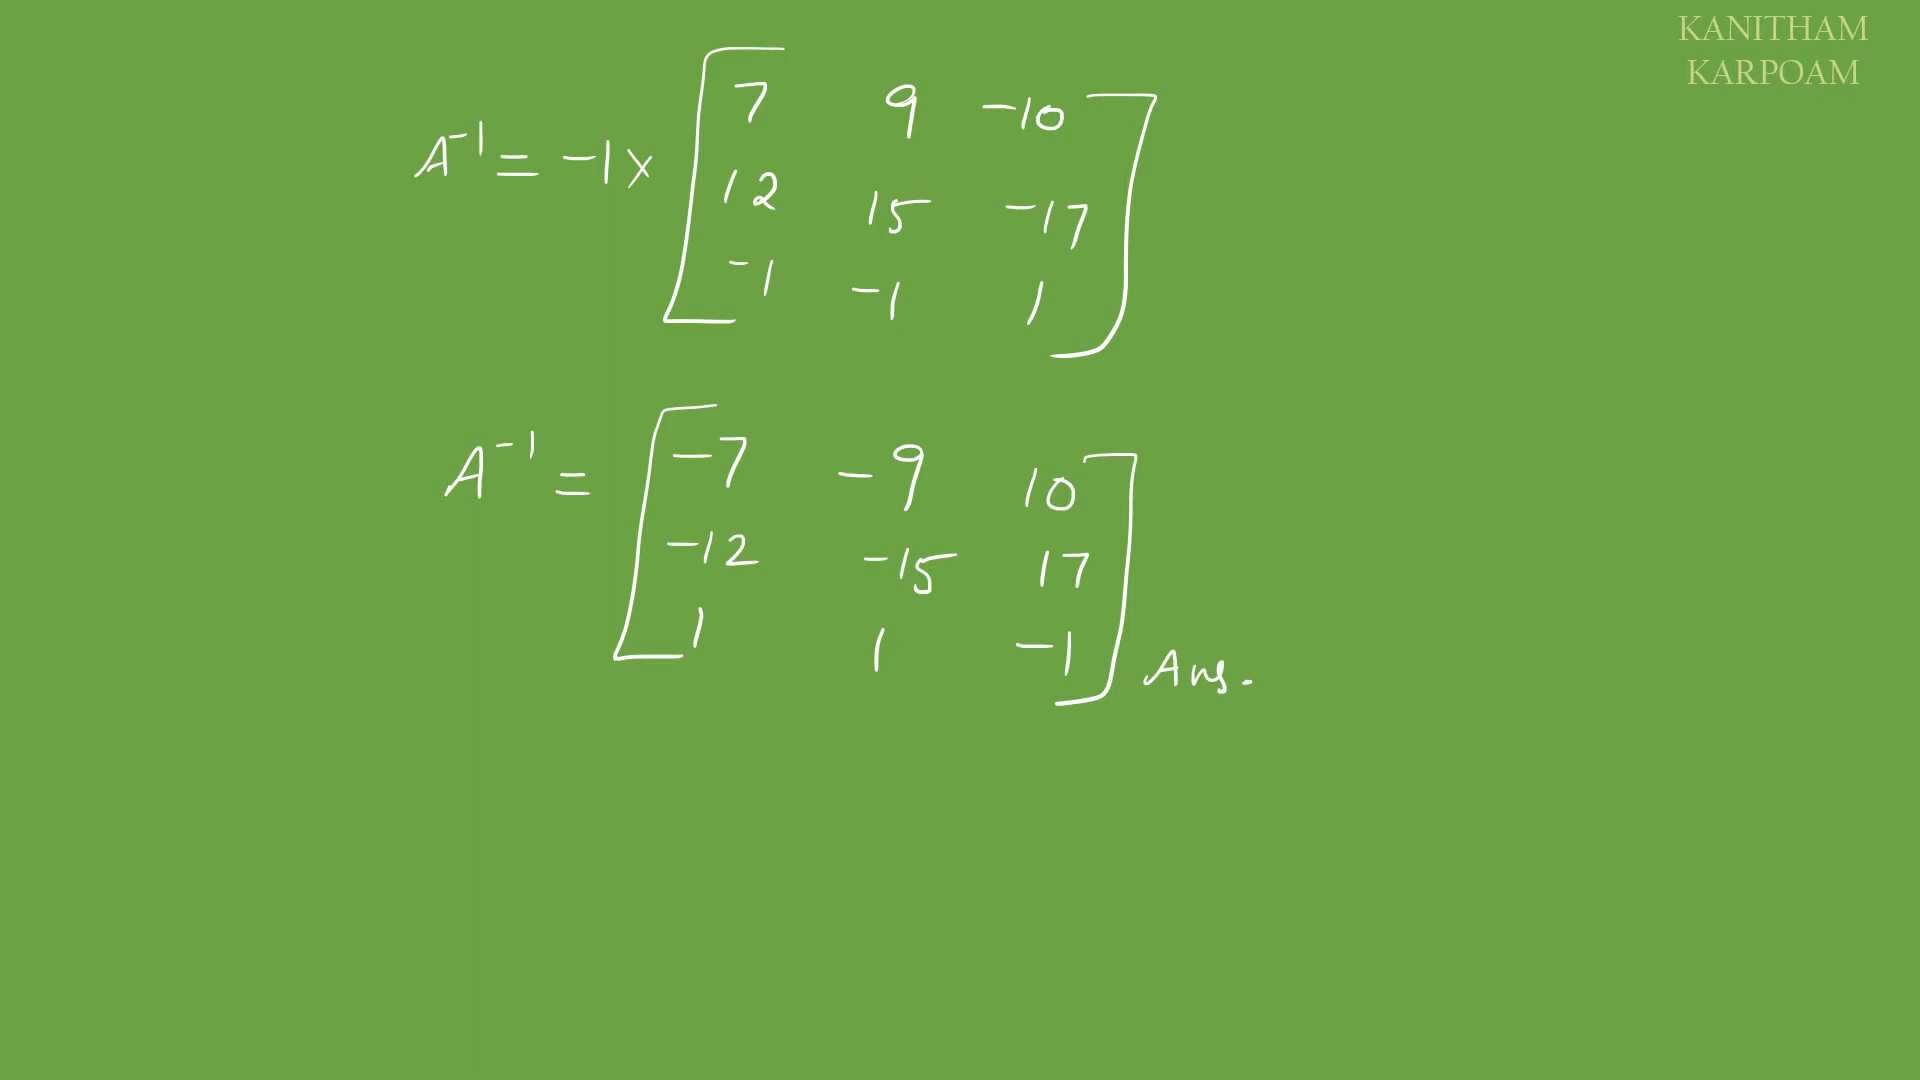 KANITHAM
KARPOAM
A⁻¹ = -1 × [ 7 9 -10
12 15 -17
-1 -1 1 ]
A⁻¹ = [ -7 -9 10
-12 -15 17
1 1 -1 ] Ans.